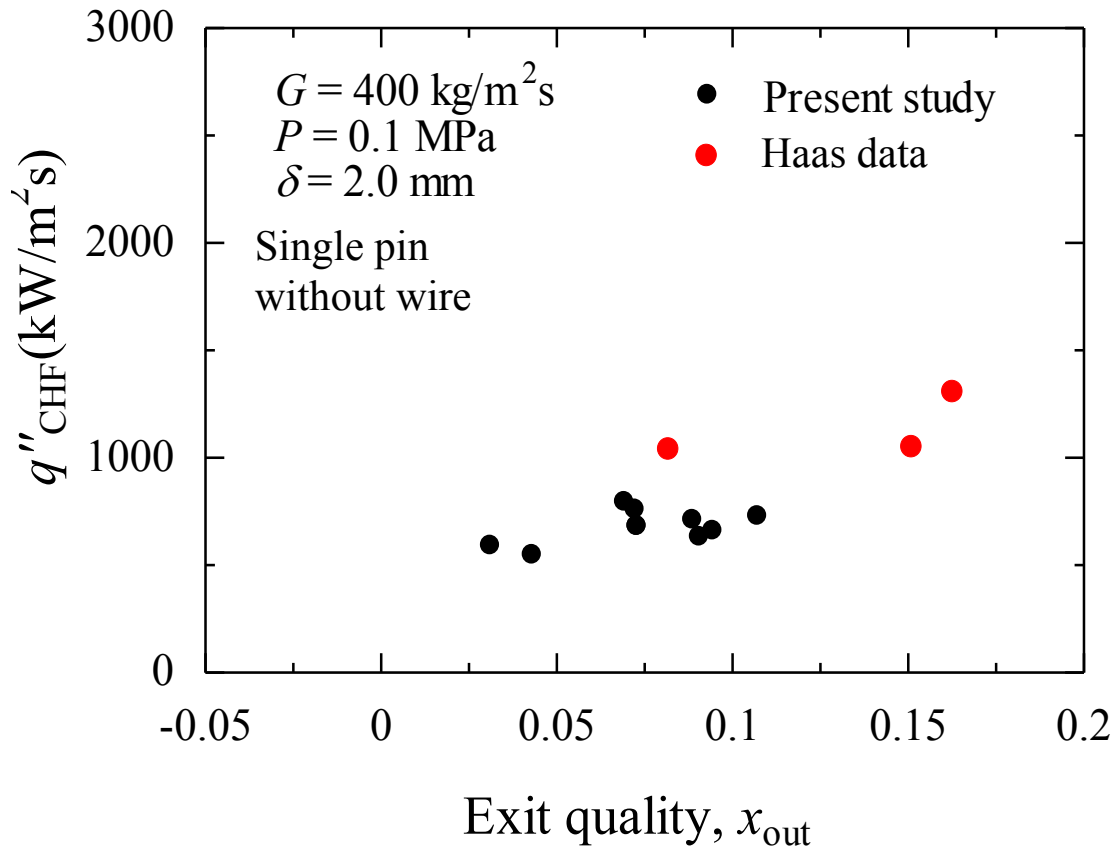 3000
2000
1000
0
q″CHF(kW/m²s)
G = 400 kg/m²s
P = 0.1 MPa
δ = 2.0 mm
Single pin
without wire
Present study
Haas data
-0.05 0 0.05 0.1 0.15 0.2
Exit quality, xout